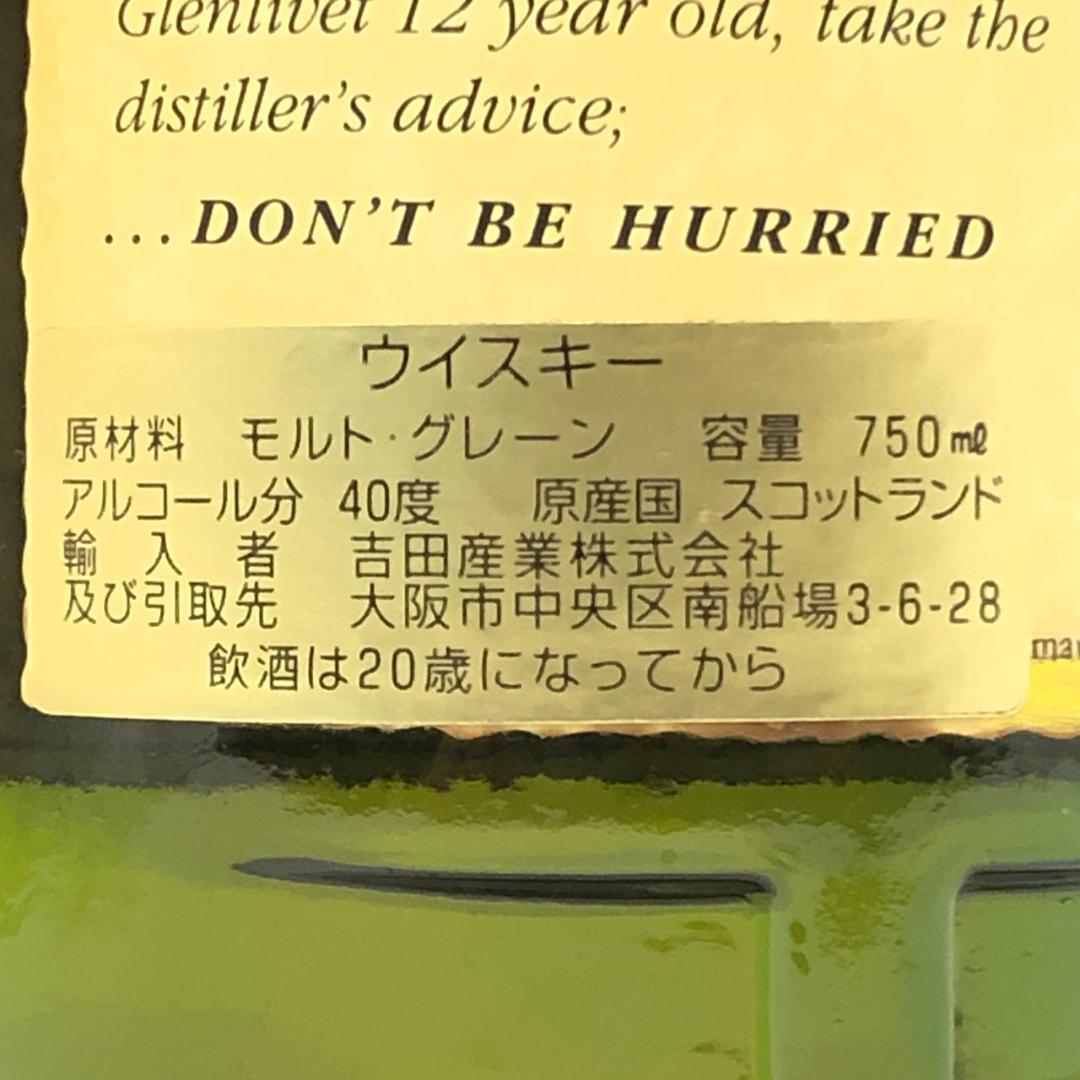 Glenlivet 12 year old, take the
distiller's advice;
...DON'T BE HURRIED
ウイスキー
原材料 モルト・グレーン 容量 750㎖
アルコール分 40度 原産国 スコットランド
輸入者 吉田産業株式会社
及び引取先 大阪市中央区南船場3-6-28
飲酒は20歳になってから